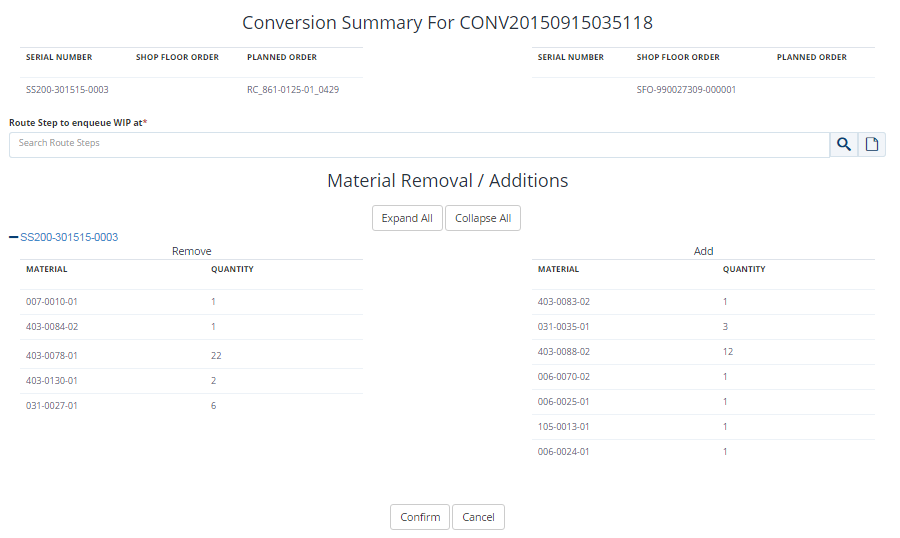 Conversion Summary For CONV20150915035118
SERIAL NUMBER SHOP FLOOR ORDER PLANNED ORDER
SS200-301515-0003 RC_861-0125-01_0429
SERIAL NUMBER SHOP FLOOR ORDER PLANNED ORDER
SFO-990027309-000001
Route Step to enqueue WIP at*
Search Route Steps
Material Removal / Additions
Expand All Collapse All
SS200-301515-0003
Remove
MATERIAL QUANTITY
007-0010-01 1
403-0084-02 1
403-0078-01 22
403-0130-01 2
031-0027-01 6
Add
MATERIAL QUANTITY
403-0083-02 1
031-0035-01 3
403-0088-02 12
006-0070-02 1
006-0025-01 1
105-0013-01 1
006-0024-01 1
Confirm Cancel